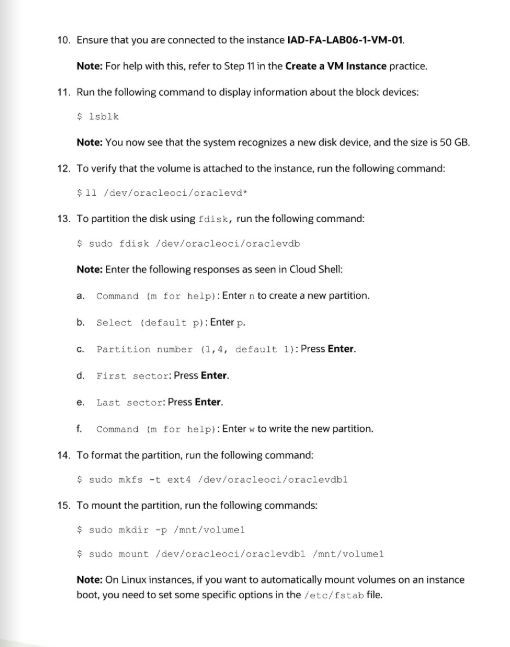 10. Ensure that you are connected to the instance IAD-FA-LAB06-1-VM-01.
Note: For help with this, refer to Step 11 in the Create a VM Instance practice.
11. Run the following command to display information about the block devices:
$ lsblk
Note: You now see that the system recognizes a new disk device, and the size is 50 GB.
12. To verify that the volume is attached to the instance, run the following command:
$ ll /dev/oracleoci/oraclevd*
13. To partition the disk using fdisk, run the following command:
$ sudo fdisk /dev/oracleoci/oraclevdb
Note: Enter the following responses as seen in Cloud Shell:
a. Command (m for help): Enter n to create a new partition.
b. Select (default p): Enter p.
c. Partition number (1,4, default 1): Press Enter.
d. First sector: Press Enter.
e. Last sector: Press Enter.
f. Command (m for help): Enter w to write the new partition.
14. To format the partition, run the following command:
$ sudo mkfs -t ext4 /dev/oracleoci/oraclevdb1
15. To mount the partition, run the following commands:
$ sudo mkdir -p /mnt/volume1
$ sudo mount /dev/oracleoci/oraclevdb1 /mnt/volume1
Note: On Linux instances, if you want to automatically mount volumes on an instance
boot, you need to set some specific options in the /etc/fstab file.